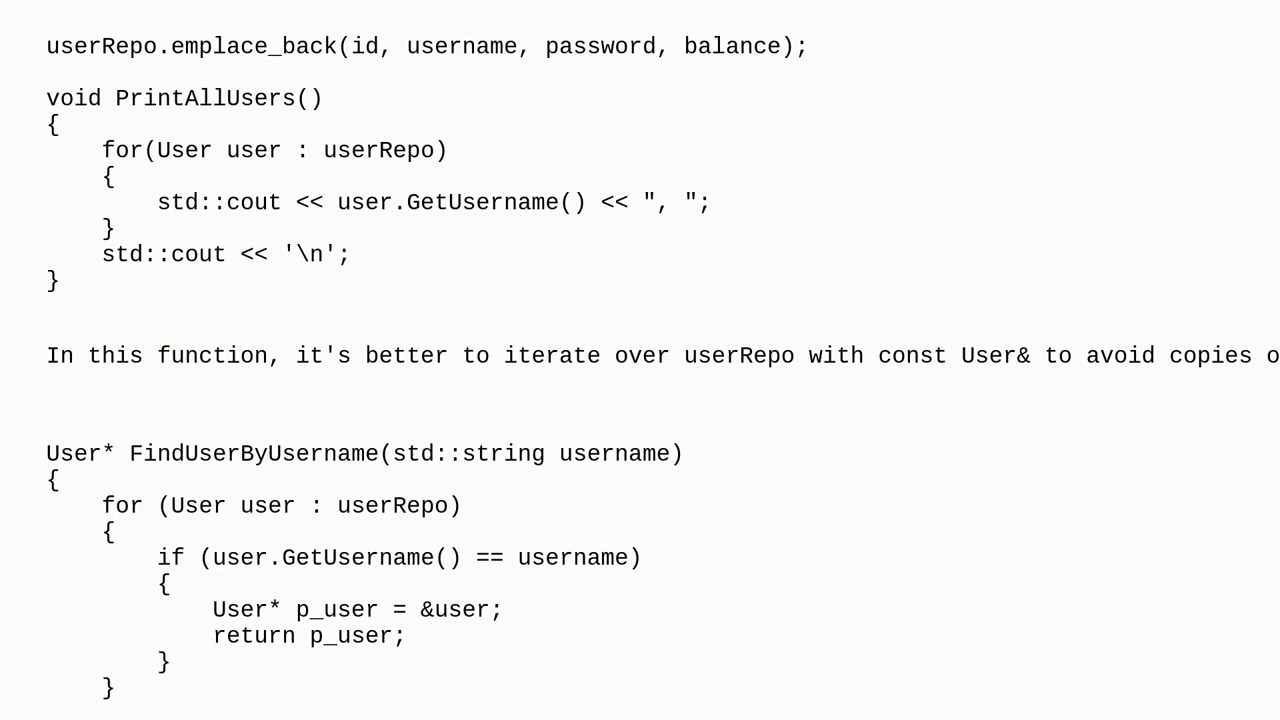 userRepo.emplace_back(id, username, password, balance);
void PrintAllUsers()
{
    for(User user : userRepo)
    {
        std::cout << user.GetUsername() << ", ";
    }
    std::cout << '\n';
}
In this function, it's better to iterate over userRepo with const User& to avoid copies
User* FindUserByUsername(std::string username)
{
    for (User user : userRepo)
    {
        if (user.GetUsername() == username)
        {
            User* p_user = &user;
            return p_user;
        }
    }